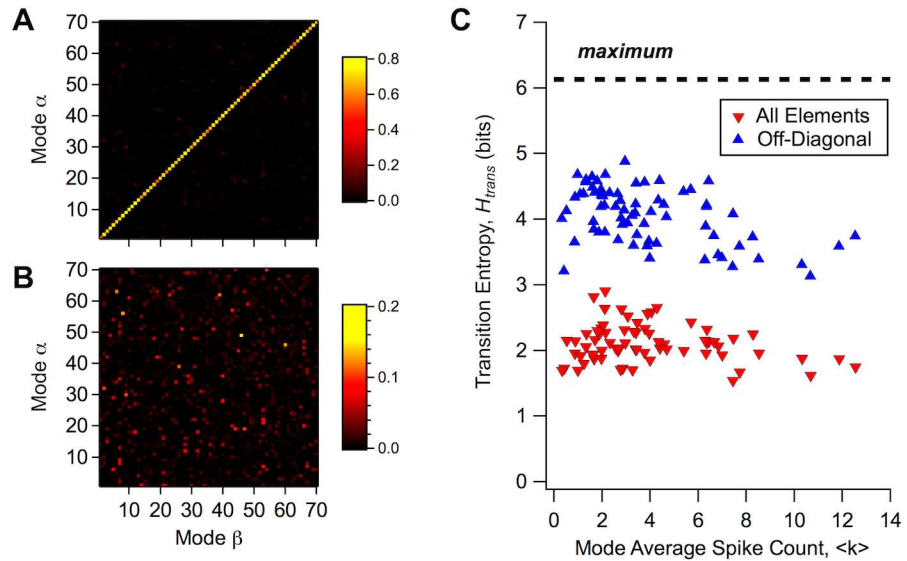 A
70
60
50
40
30
20
10
Mode α
0.8
0.6
0.4
0.2
0.0
B
70
60
50
40
30
20
10
Mode α
10 20 30 40 50 60 70
Mode β
0.2
0.1
0.0
C
7
6
5
4
3
2
1
0
Transition Entropy, H_trans (bits)
maximum
All Elements
Off-Diagonal
0 2 4 6 8 10 12 14
Mode Average Spike Count, <k>